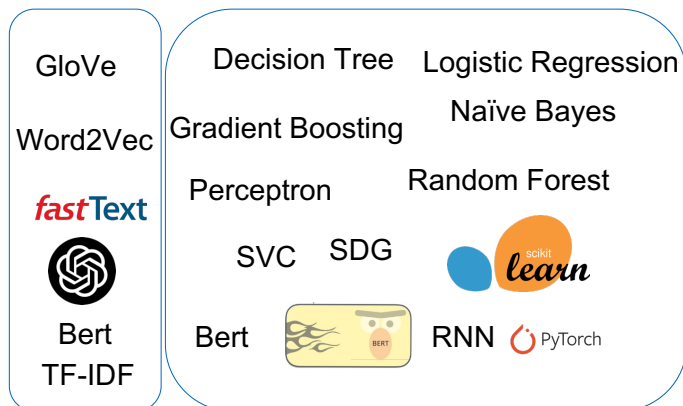 GloVe
Word2Vec
fastText
Bert
TF-IDF
Decision Tree
Logistic Regression
Naïve Bayes
Gradient Boosting
Perceptron
Random Forest
SVC
SDG
scikit
learn
Bert
BERT
RNN
PyTorch